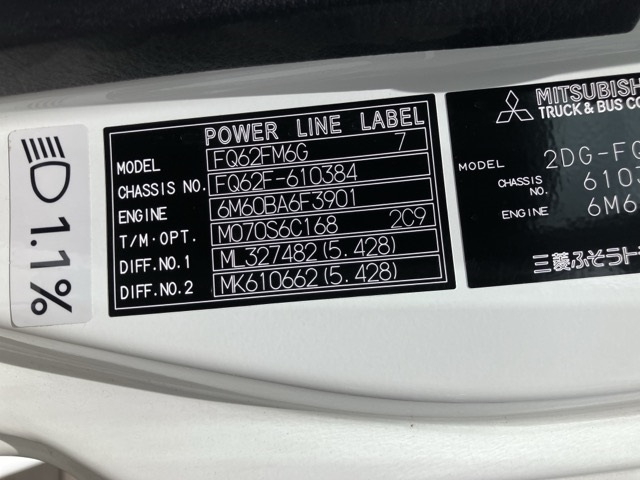 1.1%
POWER LINE LABEL
MODEL FQ62FM6G 7
CHASSIS NO. FQ62F-610384
ENGINE 6M60BA6F3901
T/M·OPT. M070S6C168 2C9
DIFF.NO.1 ML327482(5.428)
DIFF.NO.2 MK610662(5.428)
MITSUBISH
TRUCK & BUS CO
MODEL 2DG-FQ
CHASSIS NO. 6103
ENGINE 6M6
三菱ふそうト